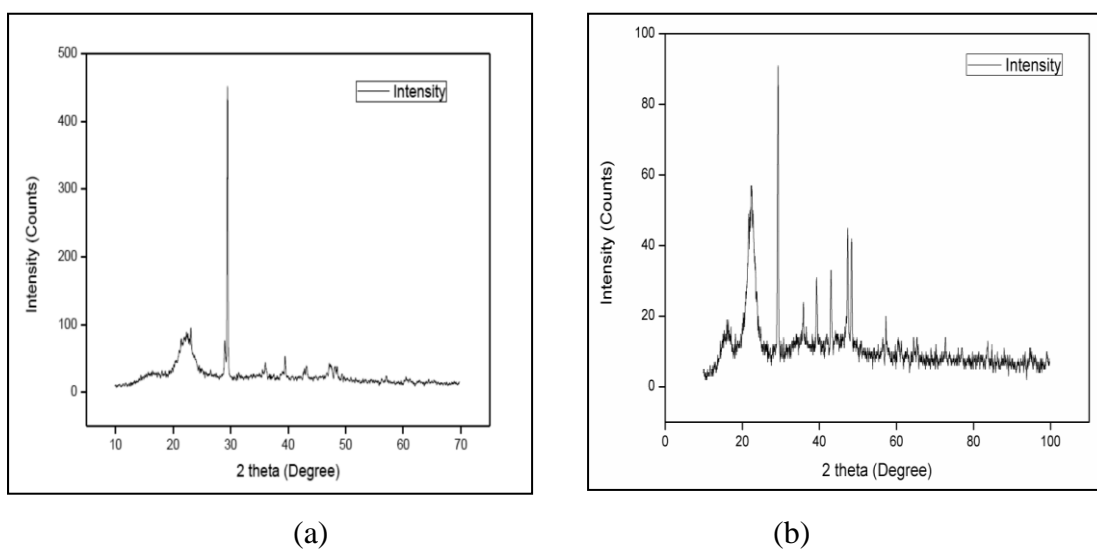 500
400
300
200
100
0
Intensity (Counts)
Intensity
10 20 30 40 50 60 70
2 theta (Degree)
(a)
100
80
60
40
20
0
Intensity (Counts)
Intensity
0 20 40 60 80 100
2 theta (Degree)
(b)